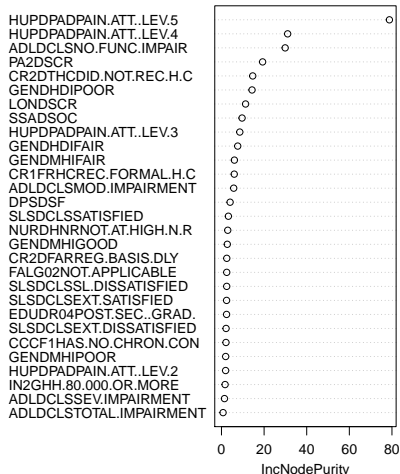 HUPDPADPAIN.ATT..LEV.5
HUPDPADPAIN.ATT..LEV.4
ADLDCLSNO.FUNC.IMPAIR
PA2DSCR
CR2DTHCDID.NOT.REC.H.C
GENDHDIPOOR
LONDSCR
SSADSOC
HUPDPADPAIN.ATT..LEV.3
GENDHDIFAIR
GENDMHIFAIR
CR1FRHCREC.FORMAL.H.C
ADLDCLSMOD.IMPAIRMENT
DPSDSF
SLSDCLSSATISFIED
NURDHNRNOT.AT.HIGH.N.R
GENDMHIGOOD
CR2DFARREG.BASIS.DLY
FALG02NOT.APPLICABLE
SLSDCLSSL.DISSATISFIED
SLSDCLSEXT.SATISFIED
EDUDR04POST.SEC..GRAD.
SLSDCLSEXT.DISSATISFIED
CCCF1HAS.NO.CHRON.CON
GENDMHIPOOR
HUPDPADPAIN.ATT..LEV.2
IN2GHH.80.000.OR.MORE
ADLDCLSSEV.IMPAIRMENT
ADLDCLSTOTAL.IMPAIRMENT
0 20 40 60 80
IncNodePurity